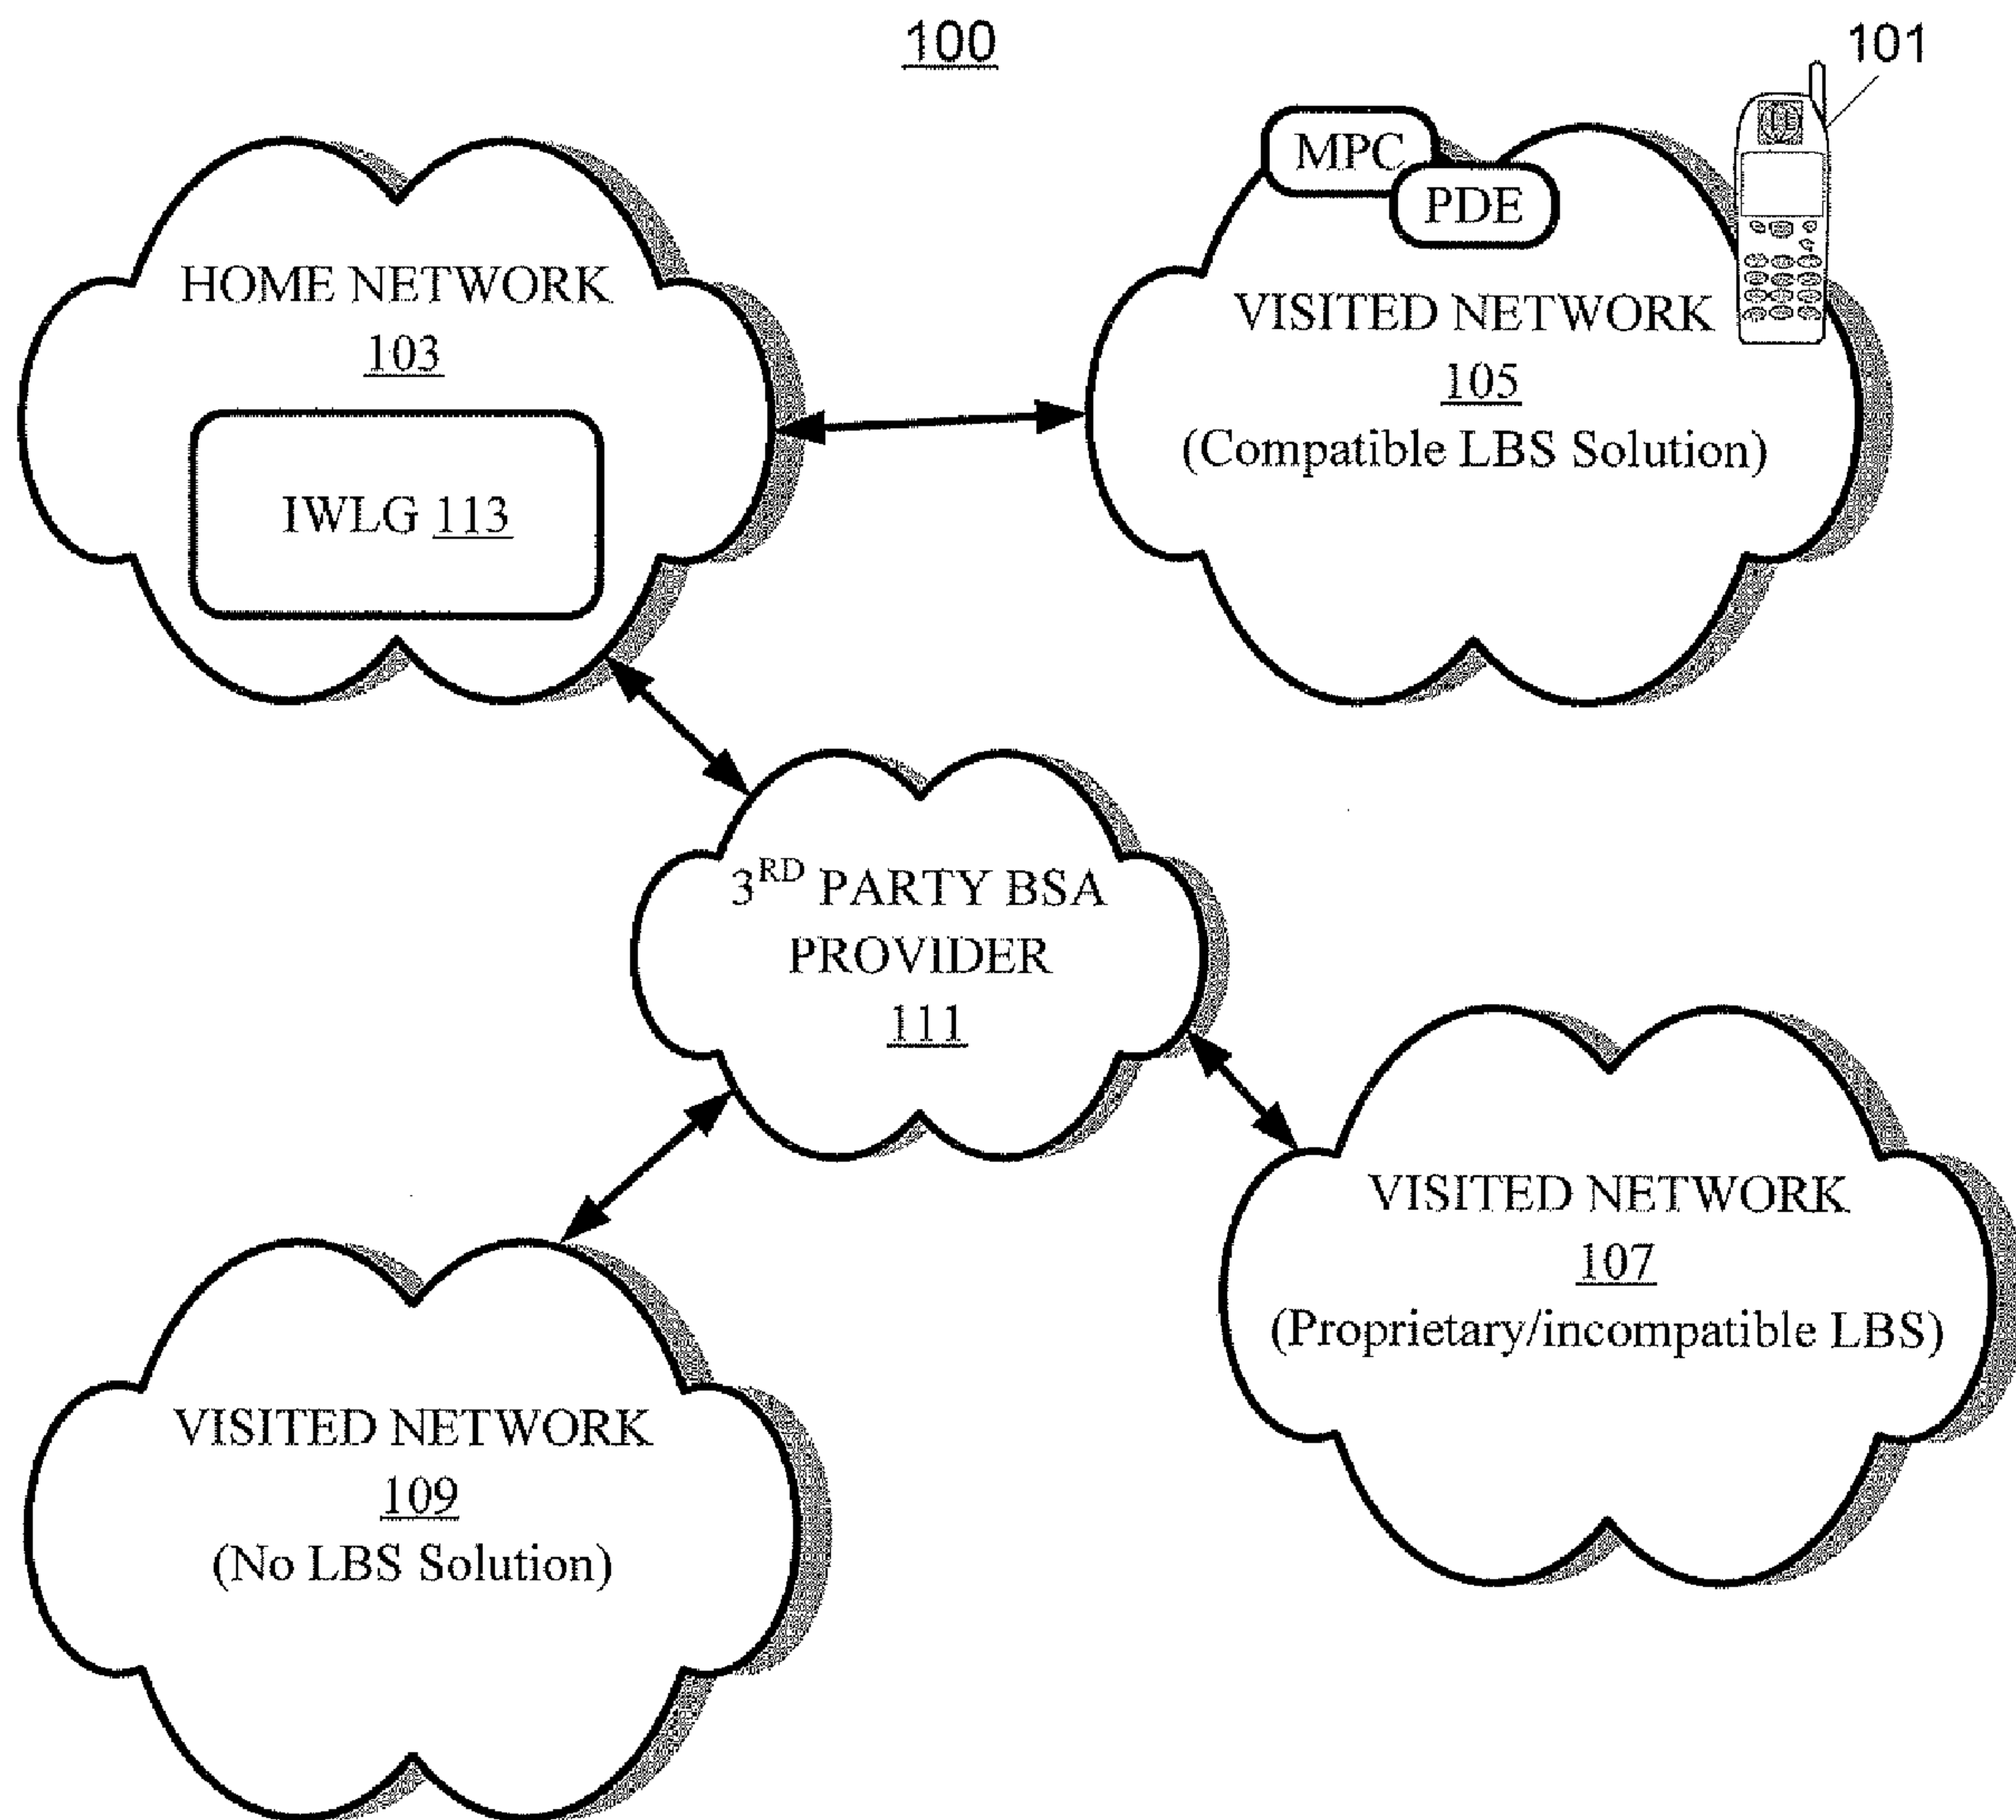 100
101
MPC
PDE
HOME NETWORK
103
IWLG 113
VISITED NETWORK
105
(Compatible LBS Solution)
3RD PARTY BSA
PROVIDER
111
VISITED NETWORK
107
(Proprietary/incompatible LBS)
VISITED NETWORK
109
(No LBS Solution)